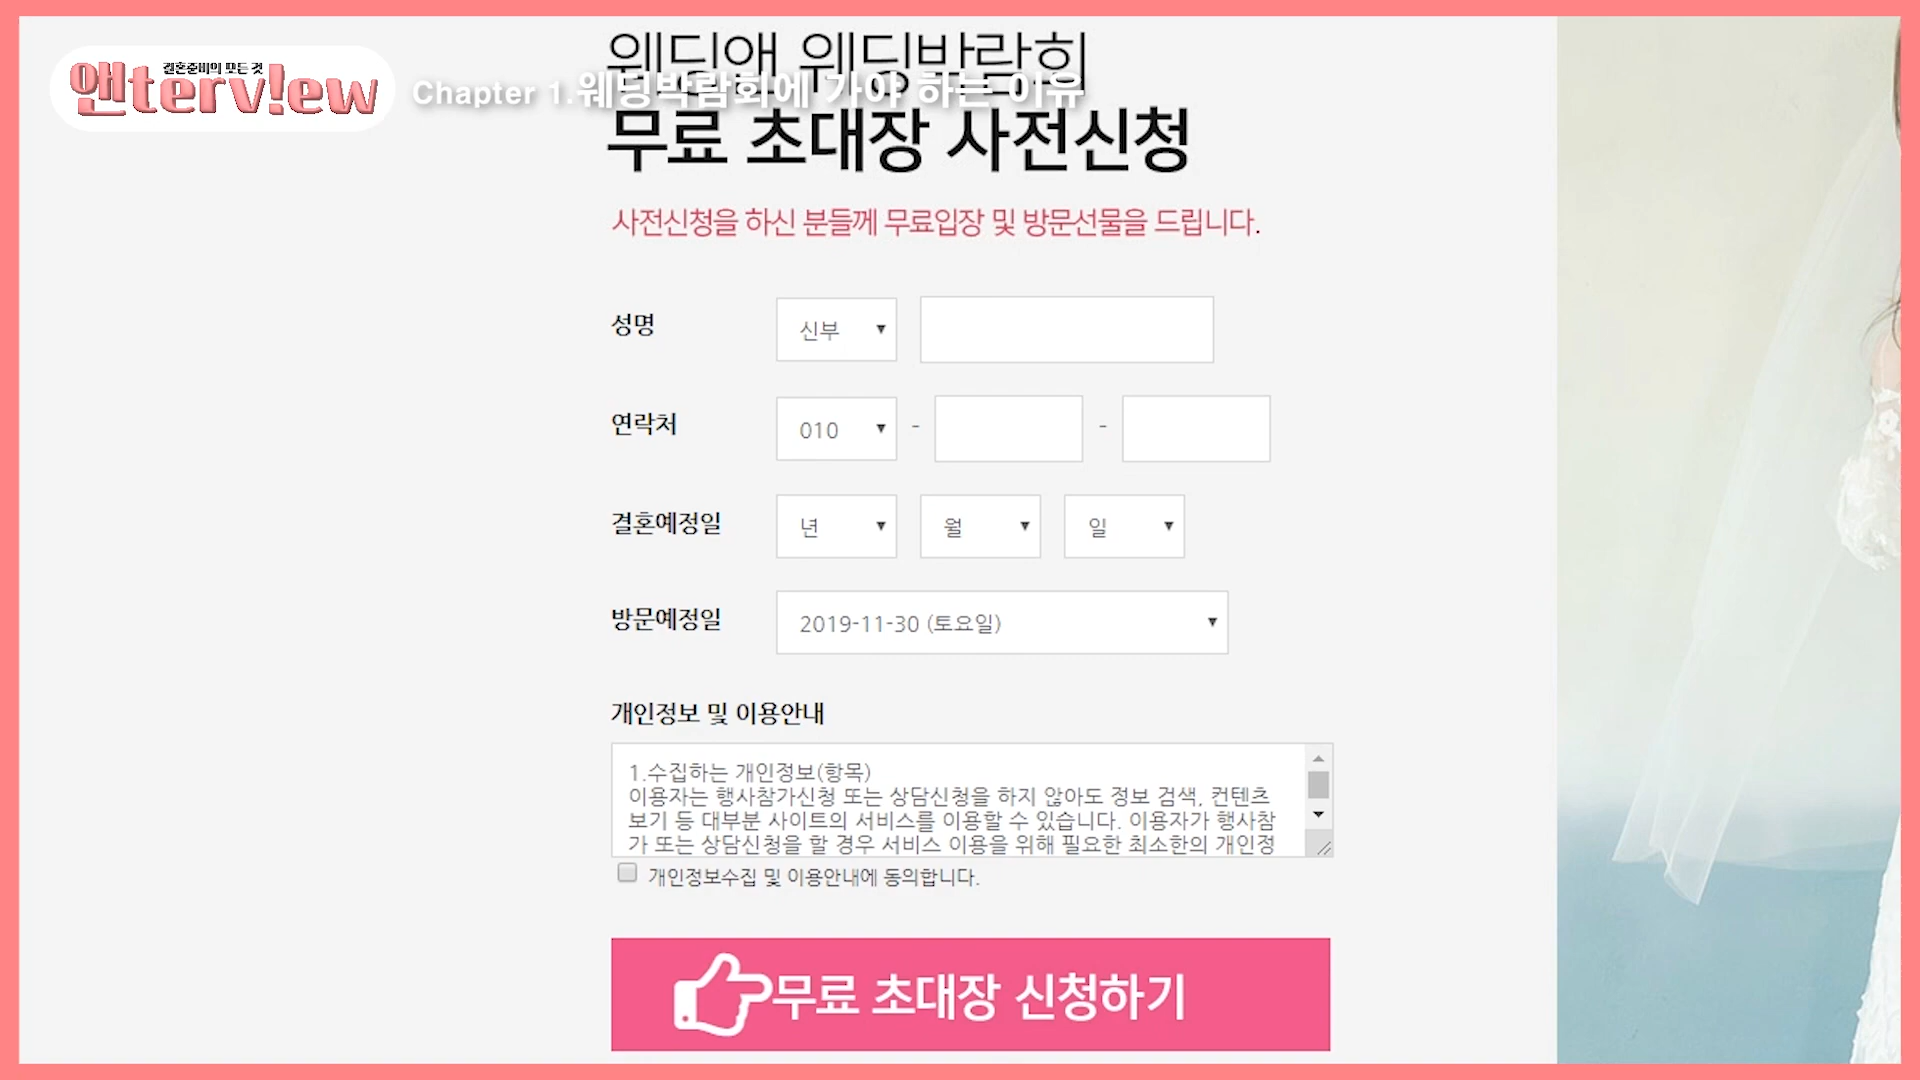 결혼준비의 모든 것
앤terv!ew
Chapter 1.웨딩박람회에 가야 하는 이유
웨딩앤 웨딩박람회
무료 초대장 사전신청
사전신청을 하신 분들께 무료입장 및 방문선물을 드립니다.
성명 신부
연락처 010 - -
결혼예정일 년 월 일
방문예정일 2019-11-30 (토요일)
개인정보 및 이용안내
1.수집하는 개인정보(항목)
이용자는 행사참가신청 또는 상담신청을 하지 않아도 정보 검색, 컨텐츠
보기 등 대부분 사이트의 서비스를 이용할 수 있습니다. 이용자가 행사참
가 또는 상담신청을 할 경우 서비스 이용을 위해 필요한 최소한의 개인정
개인정보수집 및 이용안내에 동의합니다.
무료 초대장 신청하기